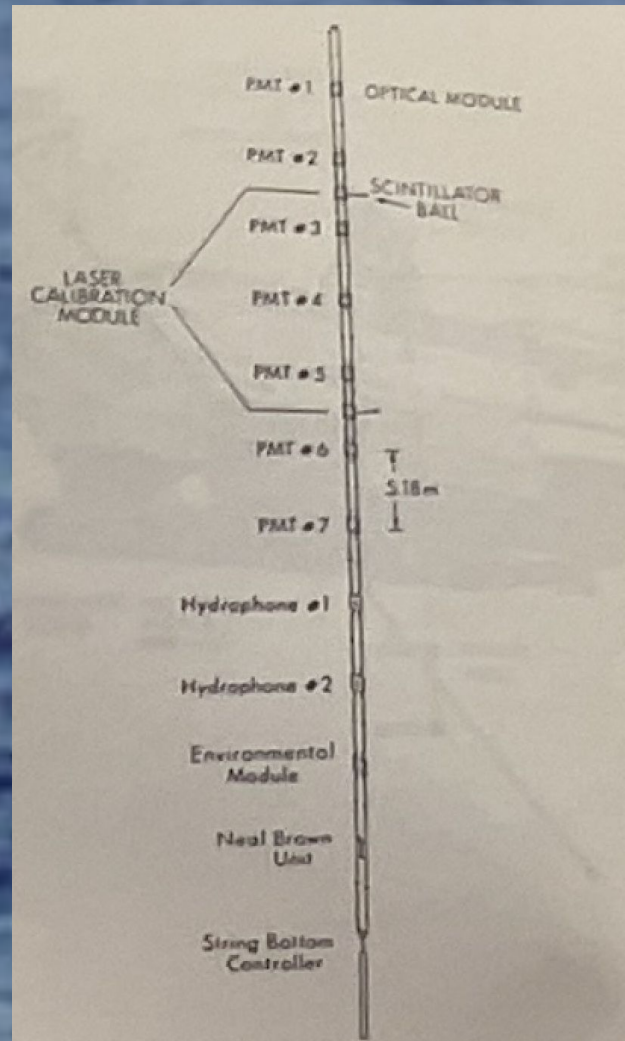 PMT #1 OPTICAL MODULE
PMT #2
SCINTILLATOR
BALL
PMT #3
LASER
CALIBRATION
MODULE
PMT #4
PMT #5
PMT #6
5.18m
PMT #7
Hydrophone #1
Hydrophone #2
Environmental
Module
Neal Brown
Unit
String Bottom
Controller